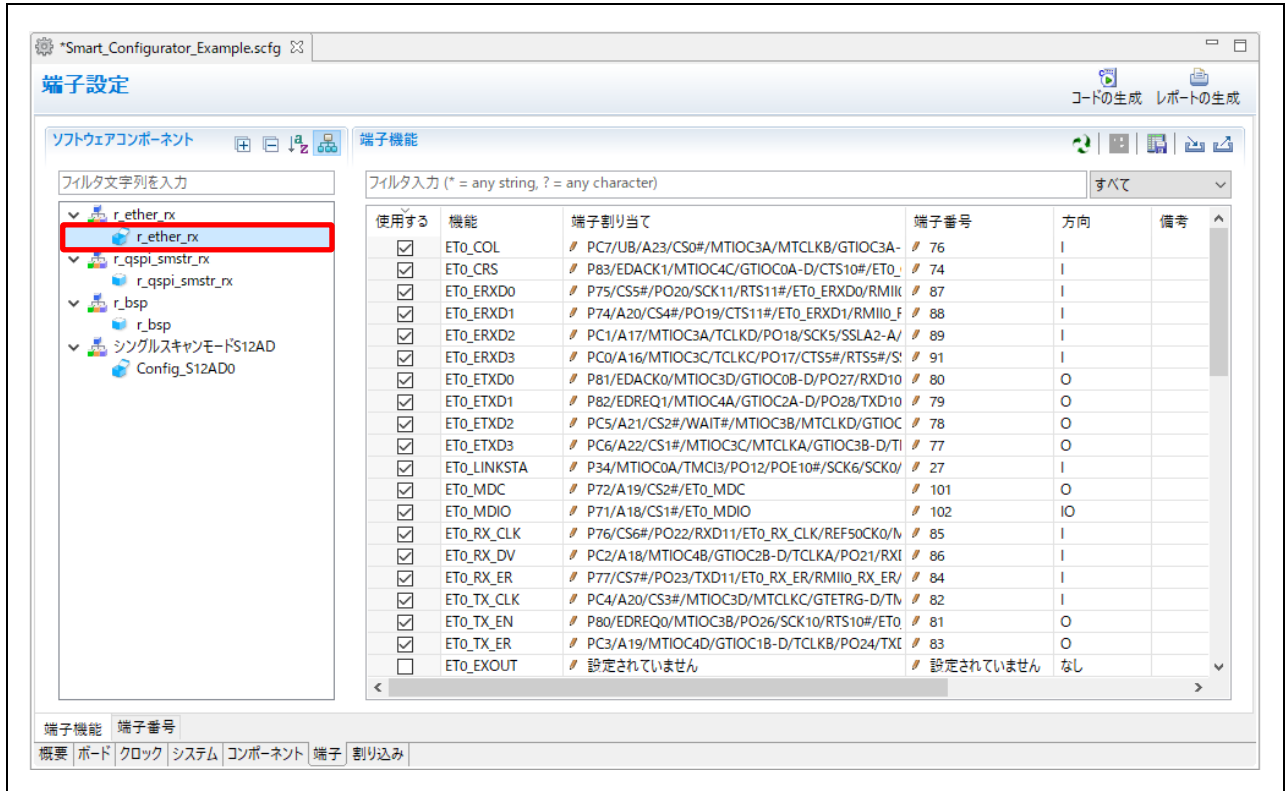 *Smart_Configurator_Example.scfg
端子設定
コードの生成 レポートの生成
ソフトウェアコンポーネント
フィルタ文字列を入力
r_ether_rx
r_ether_rx
r_qspi_smstr_rx
r_qspi_smstr_rx
r_bsp
r_bsp
シングルスキャンモードS12AD
Config_S12AD0
端子機能
フィルタ入力 (* = any string, ? = any character) すべて
使用する 機能 端子割り当て 端子番号 方向 備考
ET0_COL PC7/UB/A23/CS0#/MTIOC3A/MTCLKB/GTIOC3A- 76 I
ET0_CRS P83/EDACK1/MTIOC4C/GTIOC0A-D/CTS10#/ET0_ 74 I
ET0_ERXD0 P75/CS5#/PO20/SCK11/RTS11#/ET0_ERXD0/RMII 87 I
ET0_ERXD1 P74/A20/CS4#/PO19/CTS11#/ET0_ERXD1/RMII0_ 88 I
ET0_ERXD2 PC1/A17/MTIOC3A/TCLKD/PO18/SCK5/SSLA2-A/ 89 I
ET0_ERXD3 PC0/A16/MTIOC3C/TCLKC/PO17/CTS5#/RTS5#/ 91 I
ET0_ETXD0 P81/EDACK0/MTIOC3D/GTIOC0B-D/PO27/RXD10 80 O
ET0_ETXD1 P82/EDREQ1/MTIOC4A/GTIOC2A-D/PO28/TXD10 79 O
ET0_ETXD2 PC5/A21/CS2#/WAIT#/MTIOC3B/MTCLKD/GTIOC 78 O
ET0_ETXD3 PC6/A22/CS1#/MTIOC3C/MTCLKA/GTIOC3B-D/ 77 O
ET0_LINKSTA P34/MTIOC0A/TMCI3/PO12/POE10#/SCK6/SCK0/ 27 I
ET0_MDC P72/A19/CS2#/ET0_MDC 101 O
ET0_MDIO P71/A18/CS1#/ET0_MDIO 102 IO
ET0_RX_CLK P76/CS6#/PO22/RXD11/ET0_RX_CLK/REF50CK0/ 85 I
ET0_RX_DV PC2/A18/MTIOC4B/GTIOC2B-D/TCLKA/PO21/ 86 I
ET0_RX_ER P77/CS7#/PO23/TXD11/ET0_RX_ER/RMII0_RX_ER/ 84 I
ET0_TX_CLK PC4/A20/CS3#/MTIOC3D/MTCLKC/GTETRG-D/ 82 I
ET0_TX_EN P80/EDREQ0/MTIOC3B/PO26/SCK10/RTS10#/ET0_ 81 O
ET0_TX_ER PC3/A19/MTIOC4D/GTIOC1B-D/TCLKB/PO24/ 83 O
ET0_EXOUT 設定されていません 設定されていません なし
端子機能 端子番号
概要 ボード クロック システム コンポーネント 端子 割り込み